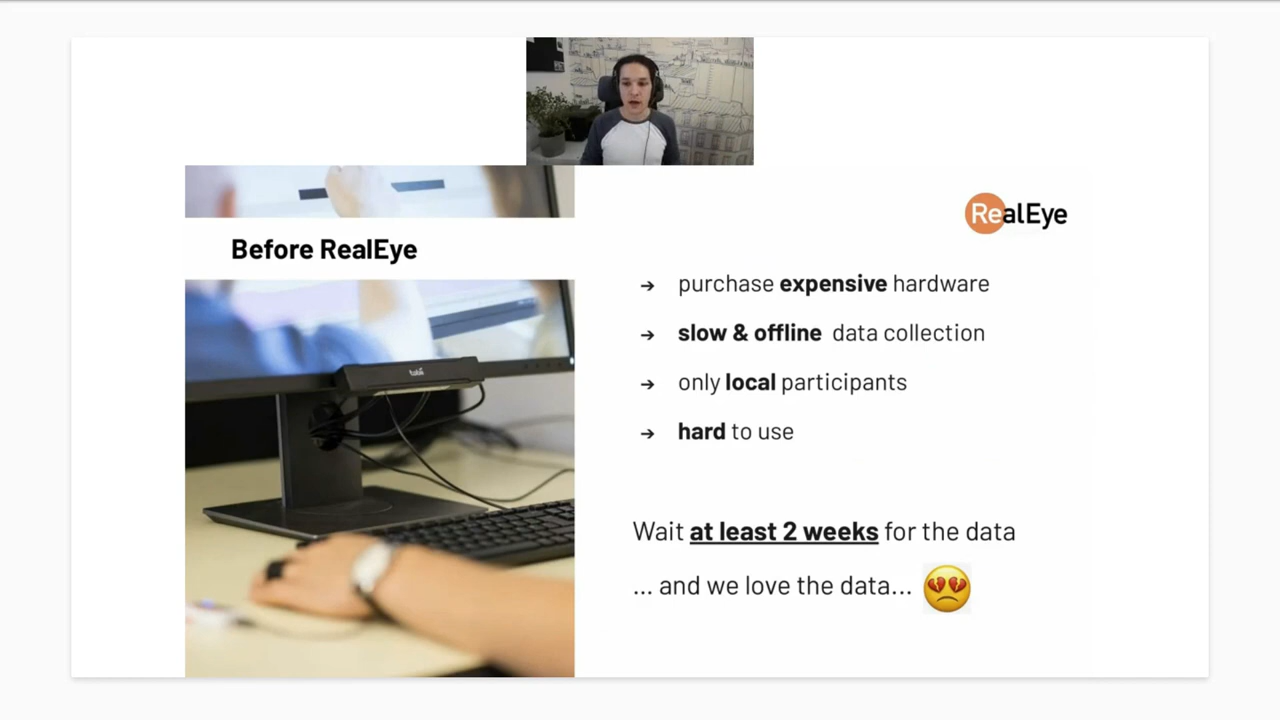 RealEye
Before RealEye
→ purchase expensive hardware
→ slow & offline data collection
→ only local participants
→ hard to use
tobii
Wait at least 2 weeks for the data
... and we love the data...